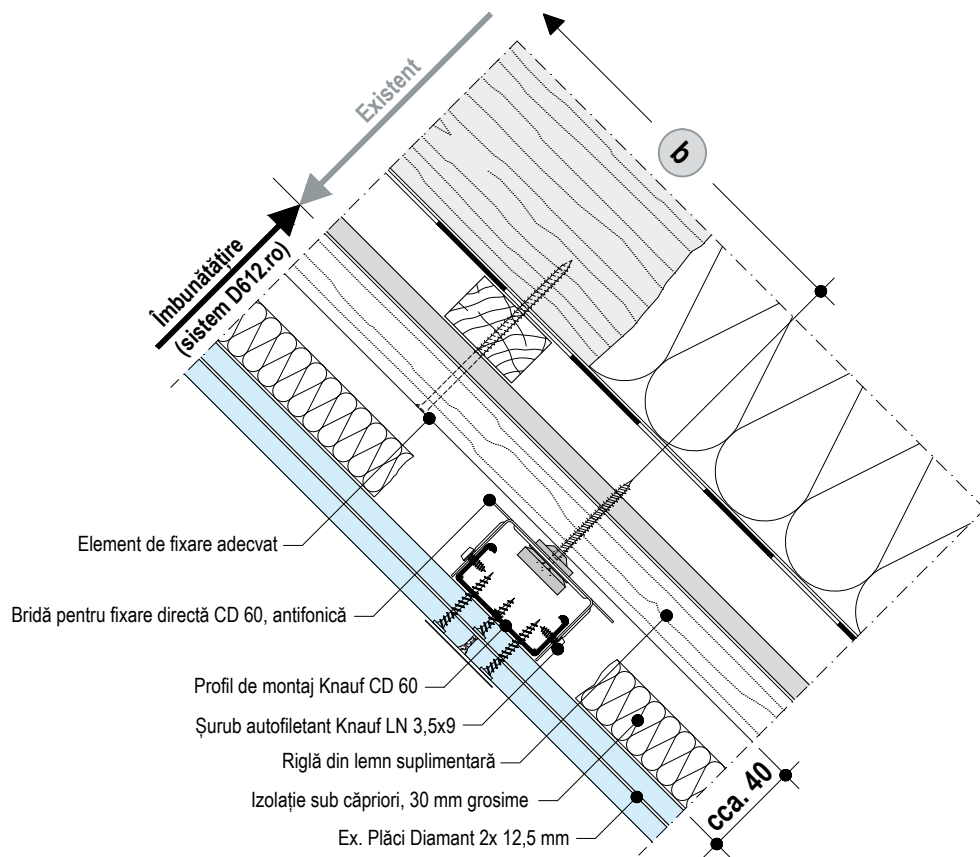 Existent
b
Îmbunătățire
(sistem D612.ro)
Element de fixare adecvat
Bridă pentru fixare directă CD 60, antifonică
Profil de montaj Knauf CD 60
Șurub autofiletant Knauf LN 3,5x9
Riglă din lemn suplimentară
Izolație sub căpriori, 30 mm grosime
Ex. Plăci Diamant 2x 12,5 mm
cca. 40